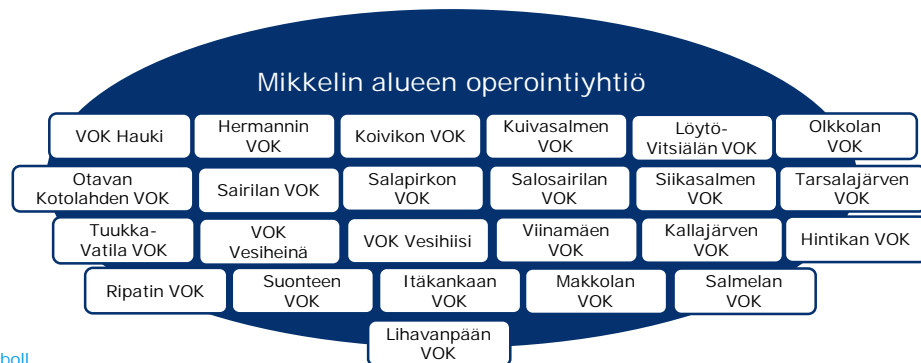 Mikkelin alueen operointiyhtiö
VOK Hauki
Hermannin
VOK
Koivikon VOK
Kuivasalmen
VOK
Löytö-
Vitsiälän VOK
Olkkolan
VOK
Otavan
Kotolahden VOK
Sairilan VOK
Salapirkon
VOK
Salosairilan
VOK
Siikasalmen
VOK
Tarsalajärven
VOK
Tuukka-
Vatila VOK
VOK
Vesiheinä
VOK Vesihiisi
Viinamäen
VOK
Kallajärven
VOK
Hintikan VOK
Ripatin VOK
Suonteen
VOK
Itäkankaan
VOK
Makkolan
VOK
Salmelan
VOK
Lihavanpään
VOK
boll